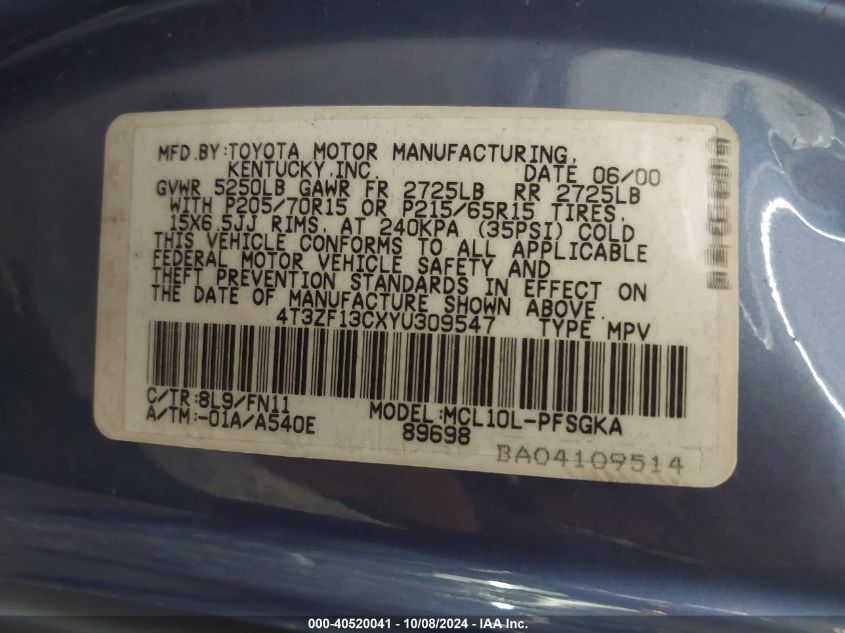 MFD.BY:TOYOTA MOTOR MANUFACTURING,
KENTUCKY,INC. DATE 06/00
GVWR 5250LB GAWR FR 2725LB RR 2725LB
WITH P205/70R15 OR P215/65R15 TIRES,
15X6.5JJ RIMS, AT 240KPA (35PSI) COLD
THIS VEHICLE CONFORMS TO ALL APPLICABLE
FEDERAL MOTOR VEHICLE SAFETY AND
THEFT PREVENTION STANDARDS IN EFFECT ON
THE DATE OF MANUFACTURE SHOWN ABOVE.
4T3ZF13CXYU309547 TYPE MPV
C/TR:8L9/FN11 MODEL:MCL10L-PFSGKA
A/TM:-01A/A540E 89698
BA04109514
000-40520041 - 10/08/2024 - IAA Inc.